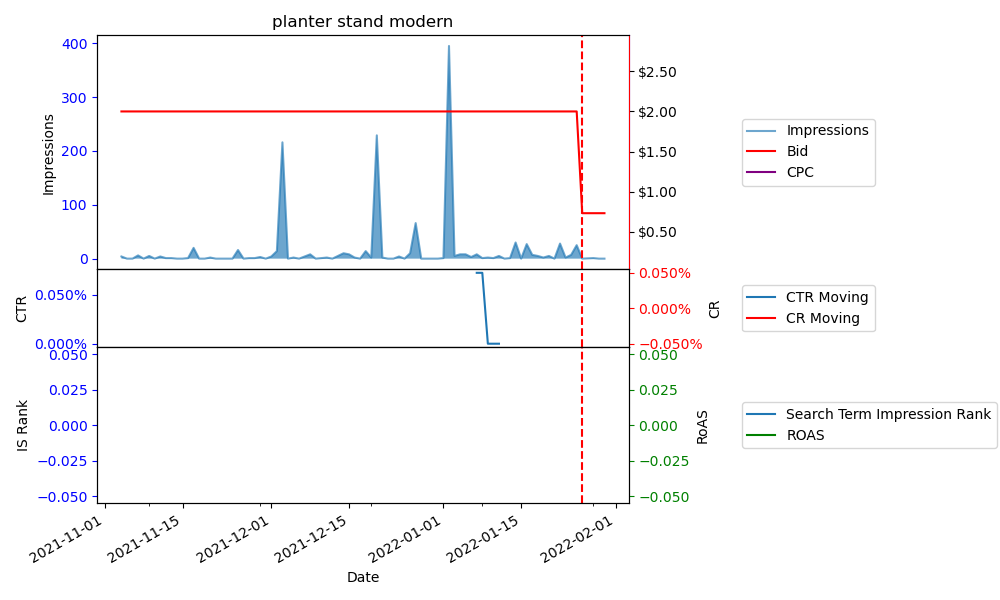 planter stand modern
400
300
200
100
0
Impressions
$2.50
$2.00
$1.50
$1.00
$0.50
Impressions
Bid
CPC
0.050%
0.000%
CTR
0.050%
0.000%
−0.050%
CR
CTR Moving
CR Moving
0.050
0.025
0.000
−0.025
−0.050
IS Rank
0.050
0.025
0.000
−0.025
−0.050
RoAS
Search Term Impression Rank
ROAS
2021-11-01
2021-11-15
2021-12-01
2021-12-15
2022-01-01
2022-01-15
2022-02-01
Date